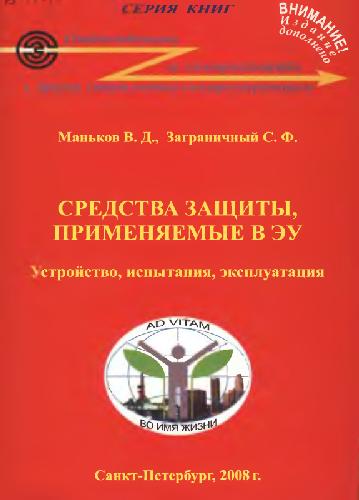 СЕРИЯ КНИГ
ВНИМАНИЕ!
Издание
дополнено
Э
Маньков В. Д., Заграничный С. Ф.
СРЕДСТВА ЗАЩИТЫ,
ПРИМЕНЯЕМЫЕ В ЭУ
Устройство, испытания, эксплуатация
AD VITAM
ВО ИМЯ ЖИЗНИ
Санкт-Петербург, 2008 г.